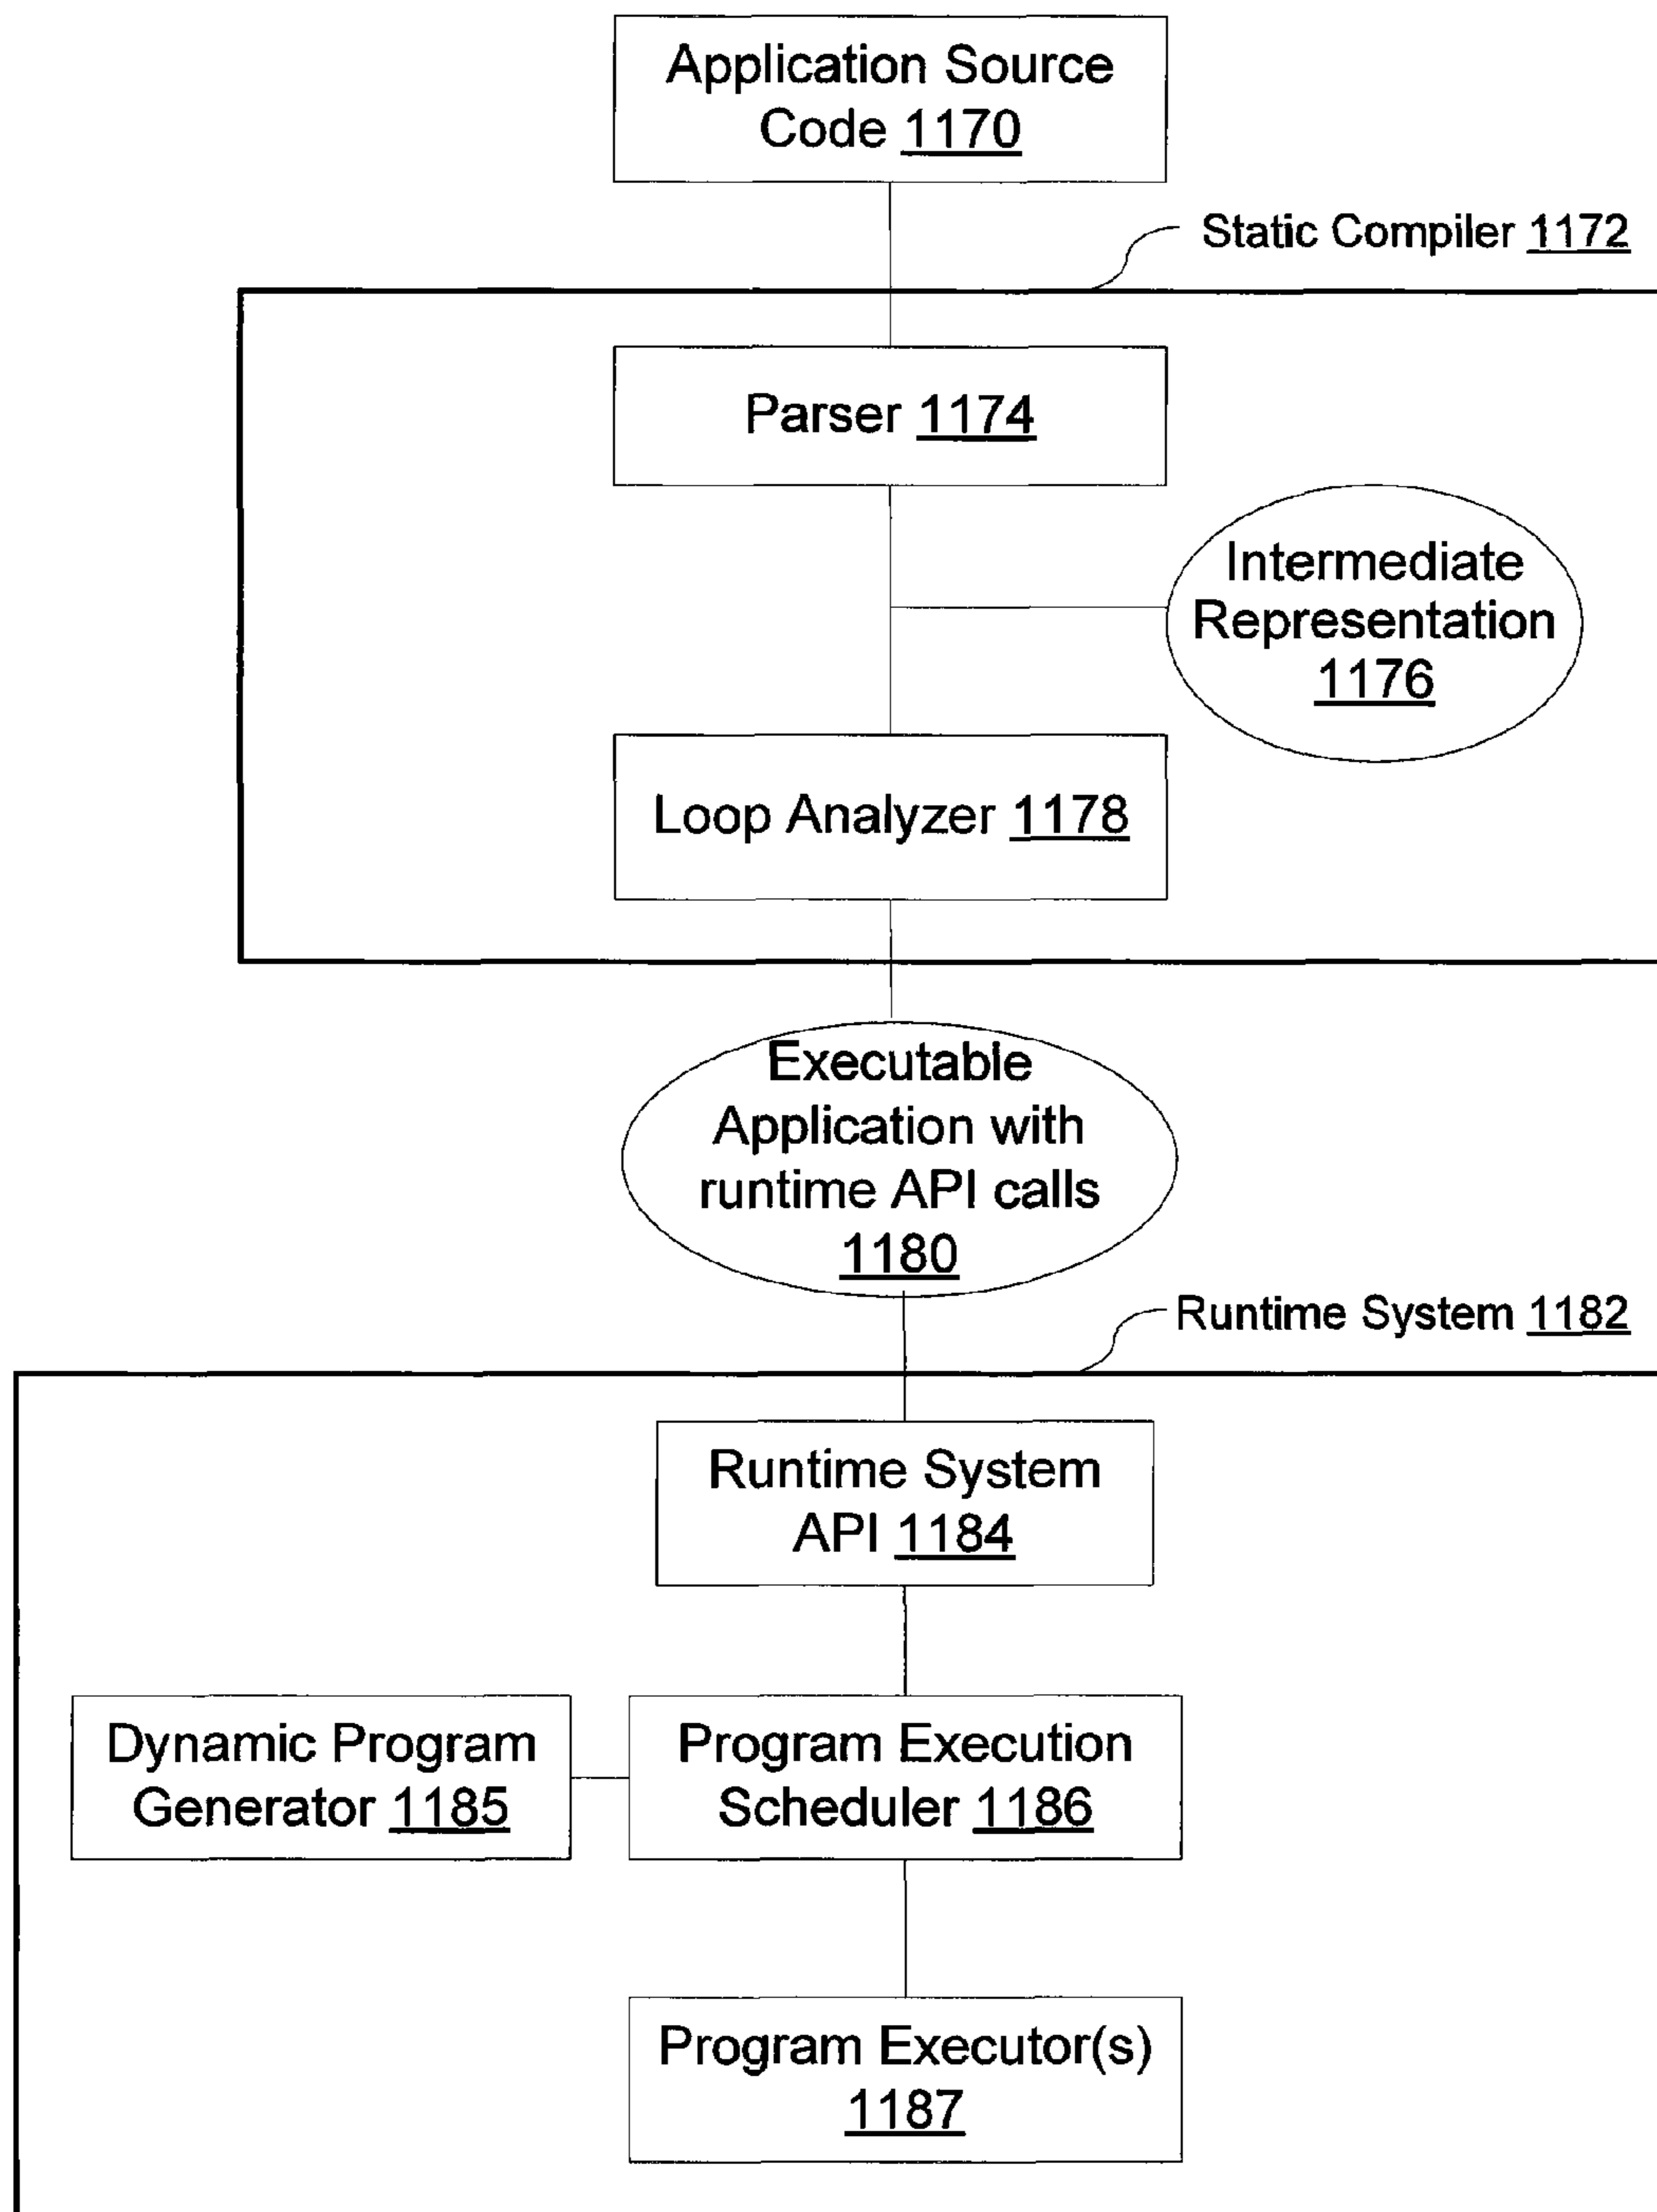 Application Source
Code 1170
Static Compiler 1172
Parser 1174
Intermediate
Representation
1176
Loop Analyzer 1178
Executable
Application with
runtime API calls
1180
Runtime System 1182
Runtime System
API 1184
Dynamic Program
Generator 1185
Program Execution
Scheduler 1186
Program Executor(s)
1187